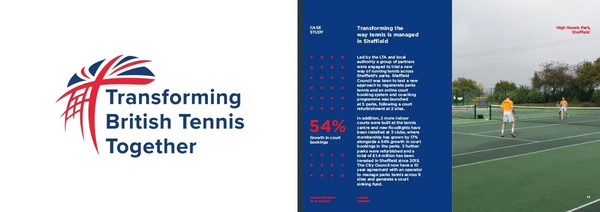 Transforming
British Tennis
Together
CASE
STUDY
Transforming the
way tennis is managed
in Sheffield
Led by the LTA and local
authority a group of partners
were engaged to trial a new
way of running tennis across
Sheffield's parks. Sheffield
Council was keen to test a new
approach to regenerate parks
tennis and an online court
booking system and coaching
programme was launched
at 5 parks, following a court
refurbishment at 2 sites.
54%
Growth in court
bookings
In addition, 2 more indoor
courts were built at the tennis
centre and new floodlights have
been installed at 3 clubs, where
membership has grown by 17%
alongside a 54% growth in court
bookings in the parks. 3 further
parks were refurbished and a
total of £1.4 million has been
invested in Sheffield since 2015.
The City Council now have a 10
year agreement with an operator
to manage parks tennis across 9
sites and generate a court
sinking fund.
High Hazels Park,
Sheffield